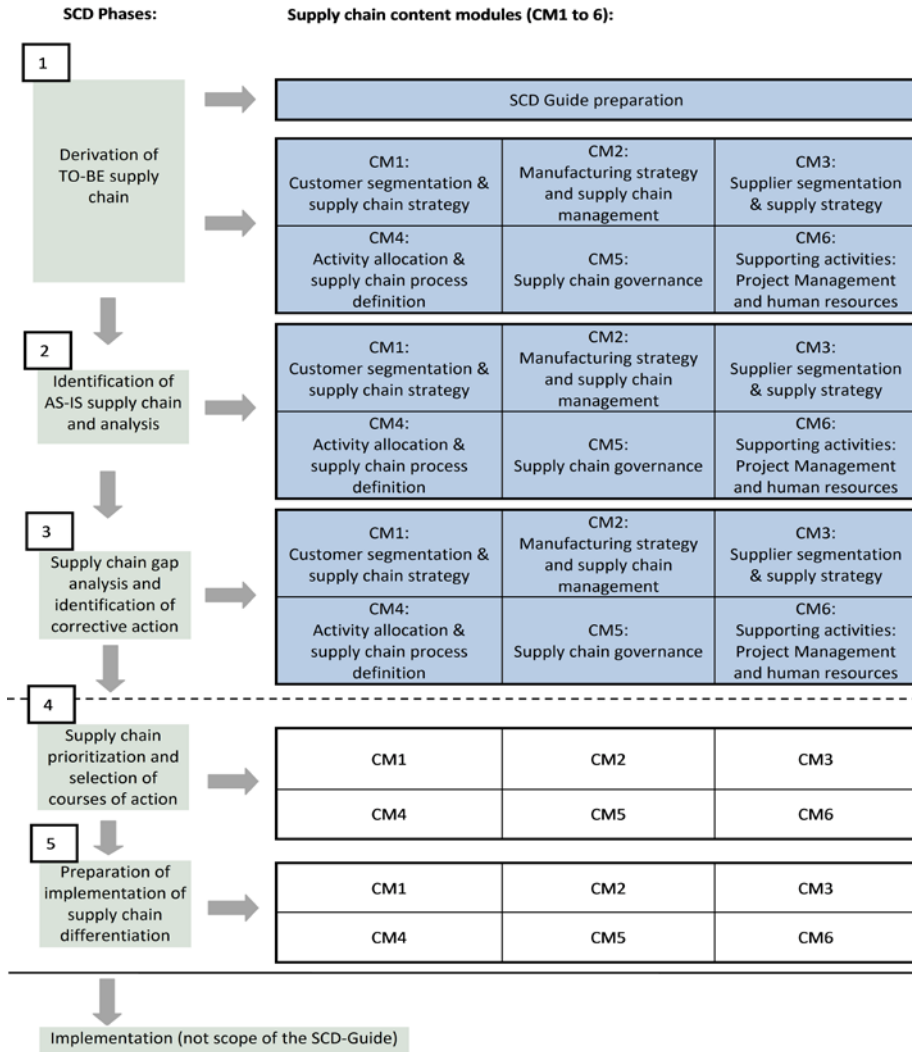 SCD Phases:
Supply chain content modules (CM1 to 6):
1
Derivation of
TO-BE supply
chain
SCD Guide preparation
CM1:
Customer segmentation &
supply chain strategy
CM2:
Manufacturing strategy
and supply chain
management
CM3:
Supplier segmentation
& supply strategy
CM4:
Activity allocation &
supply chain process
definition
CM5:
Supply chain governance
CM6:
Supporting activities:
Project Management
and human resources
2
Identification of
AS-IS supply chain
and analysis
CM1:
Customer segmentation &
supply chain strategy
CM2:
Manufacturing strategy
and supply chain
management
CM3:
Supplier segmentation
& supply strategy
CM4:
Activity allocation &
supply chain process
definition
CM5:
Supply chain governance
CM6:
Supporting activities:
Project Management
and human resources
3
Supply chain gap
analysis and
identification of
corrective action
CM1:
Customer segmentation &
supply chain strategy
CM2:
Manufacturing strategy
and supply chain
management
CM3:
Supplier segmentation
& supply strategy
CM4:
Activity allocation &
supply chain process
definition
CM5:
Supply chain governance
CM6:
Supporting activities:
Project Management
and human resources
4
Supply chain
prioritization and
selection of
courses of action
CM1
CM2
CM3
CM4
CM5
CM6
5
Preparation of
implementation of
supply chain
differentiation
CM1
CM2
CM3
CM4
CM5
CM6
Implementation (not scope of the SCD-Guide)